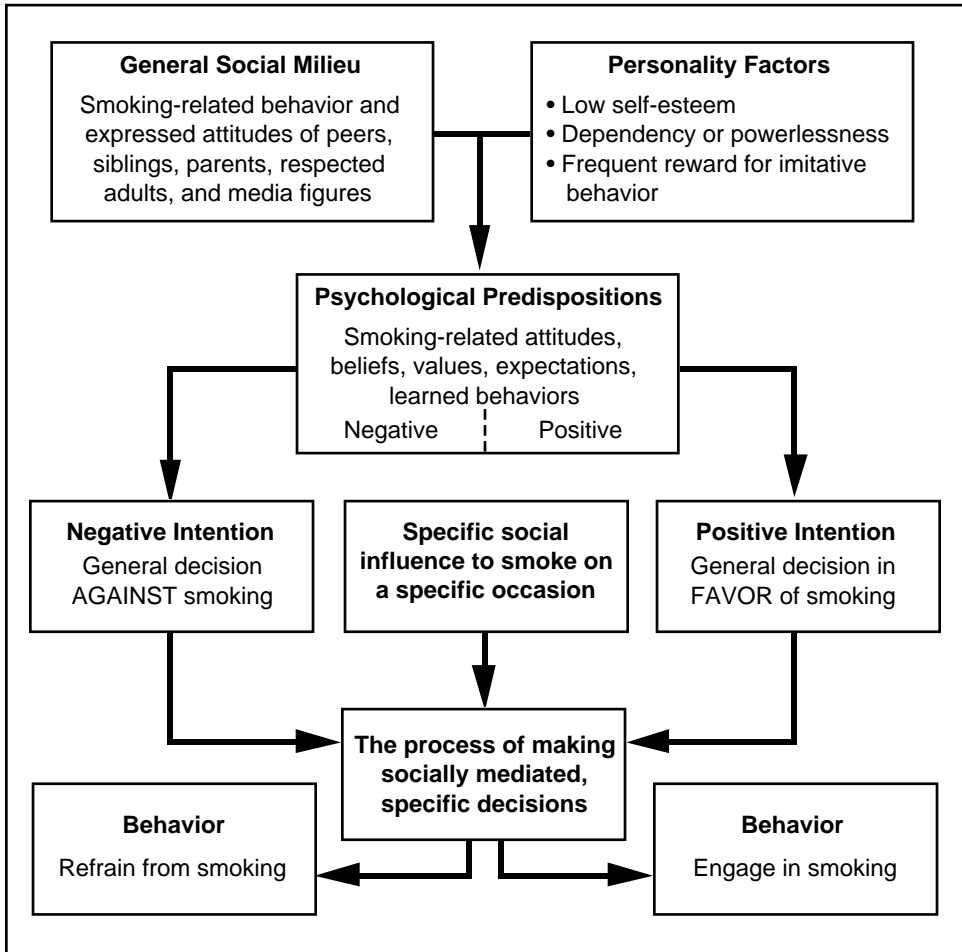 General Social Milieu
Smoking-related behavior and
expressed attitudes of peers,
siblings, parents, respected
adults, and media figures
Personality Factors
• Low self-esteem
• Dependency or powerlessness
• Frequent reward for imitative
behavior
Psychological Predispositions
Smoking-related attitudes,
beliefs, values, expectations,
learned behaviors
Negative
Positive
Negative Intention
General decision
AGAINST smoking
Specific social
influence to smoke on
a specific occasion
Positive Intention
General decision in
FAVOR of smoking
The process of making
socially mediated,
specific decisions
Behavior
Refrain from smoking
Behavior
Engage in smoking